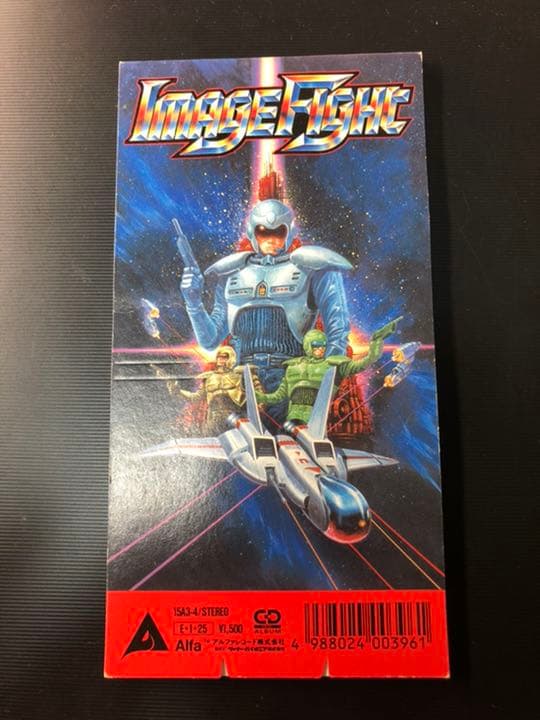 IMAGE FIGHT
15A3-4/STEREO
E・I・25 ¥1,500 CD ALBUM
Alfa アルファレコード株式会社
4 988024 003961